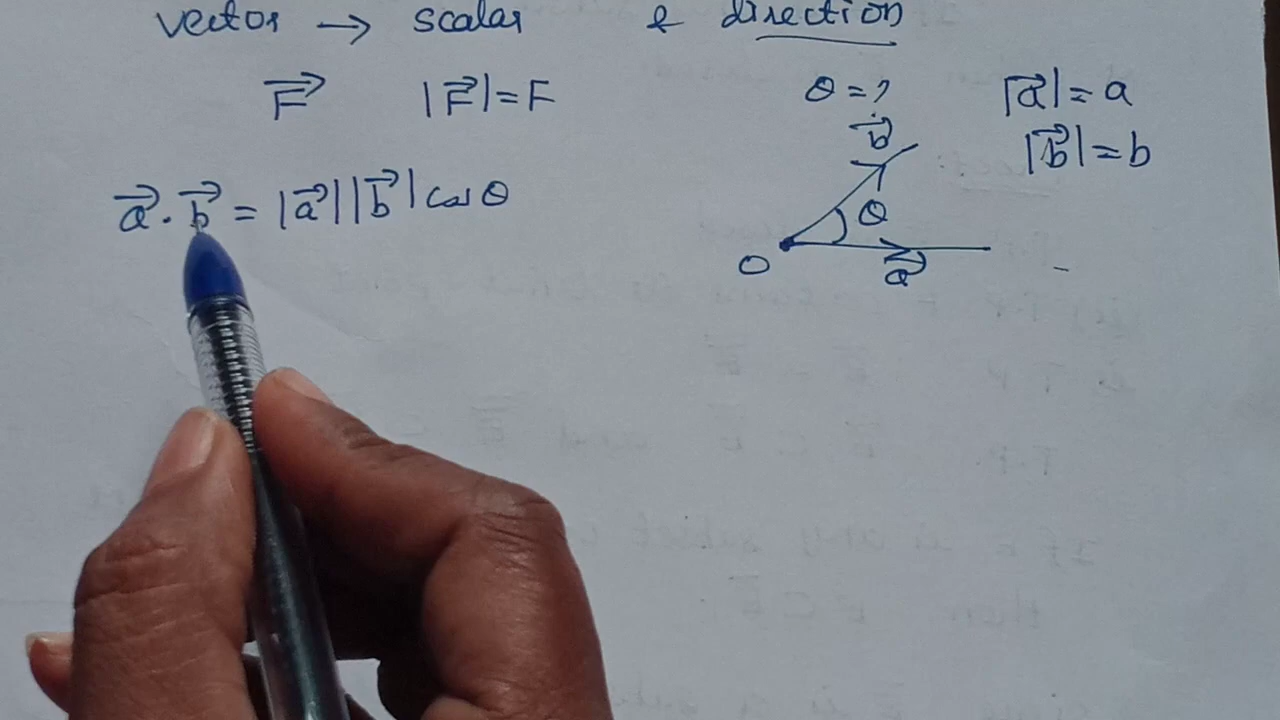 vector → scalar & direction
F⃗ |F⃗| = F
θ = ?
|a⃗| = a
|b⃗| = b
a⃗ . b⃗ = |a⃗| |b⃗| cos θ
b⃗
θ
O
a⃗